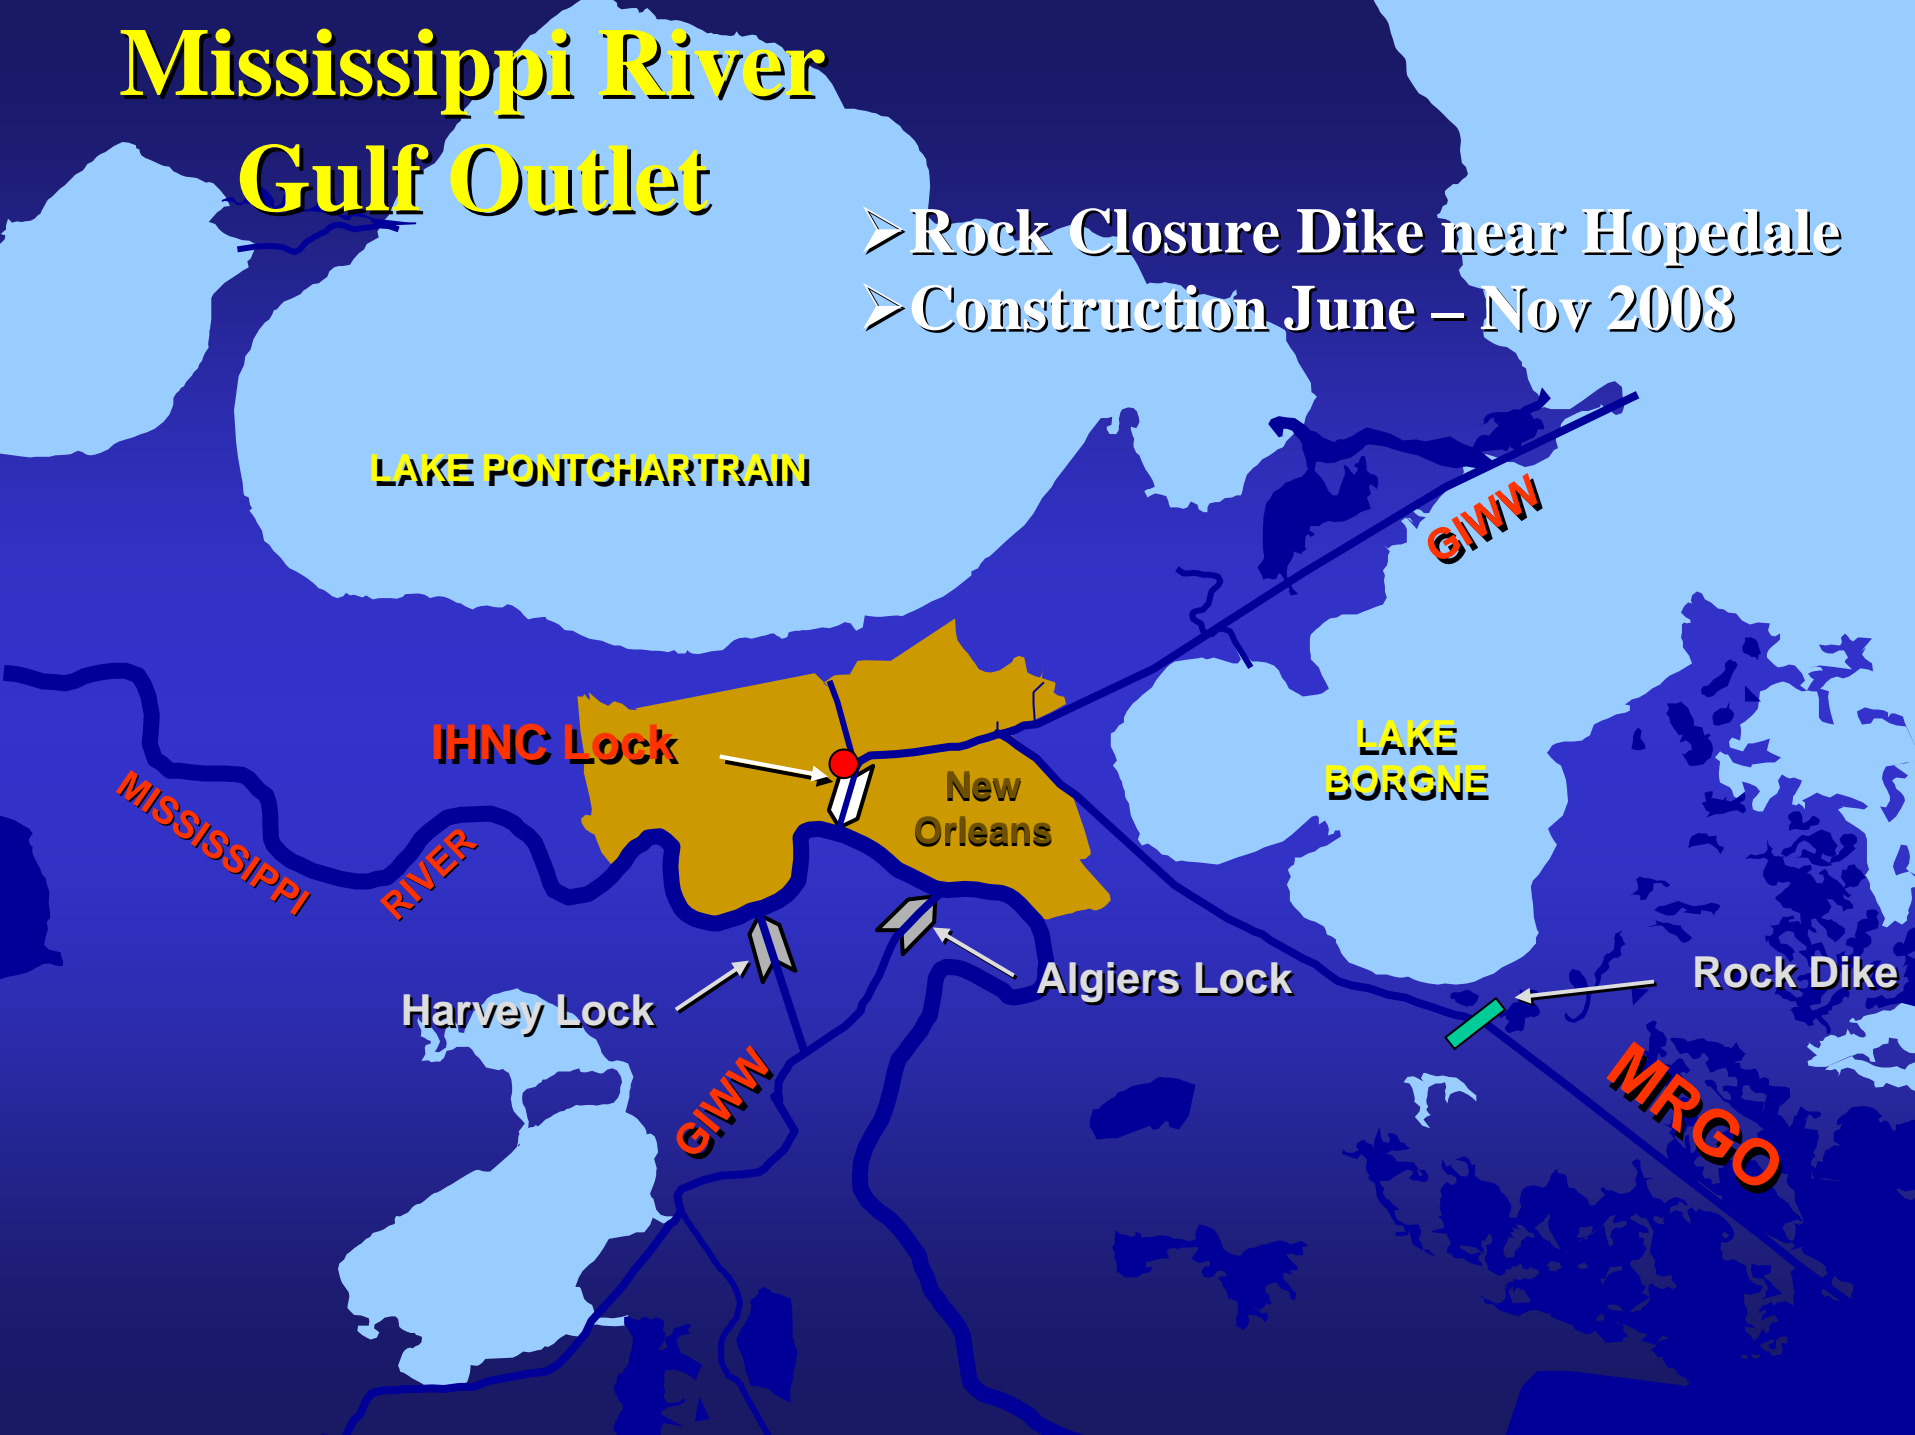 Mississippi River
Gulf Outlet
➢Rock Closure Dike near Hopedale
➢Construction June – Nov 2008
LAKE PONTCHARTRAIN
GIWW
IHNC Lock
LAKE
BORGNE
New
Orleans
MISSISSIPPI
RIVER
Harvey Lock
Algiers Lock
Rock Dike
GIWW
MRGO